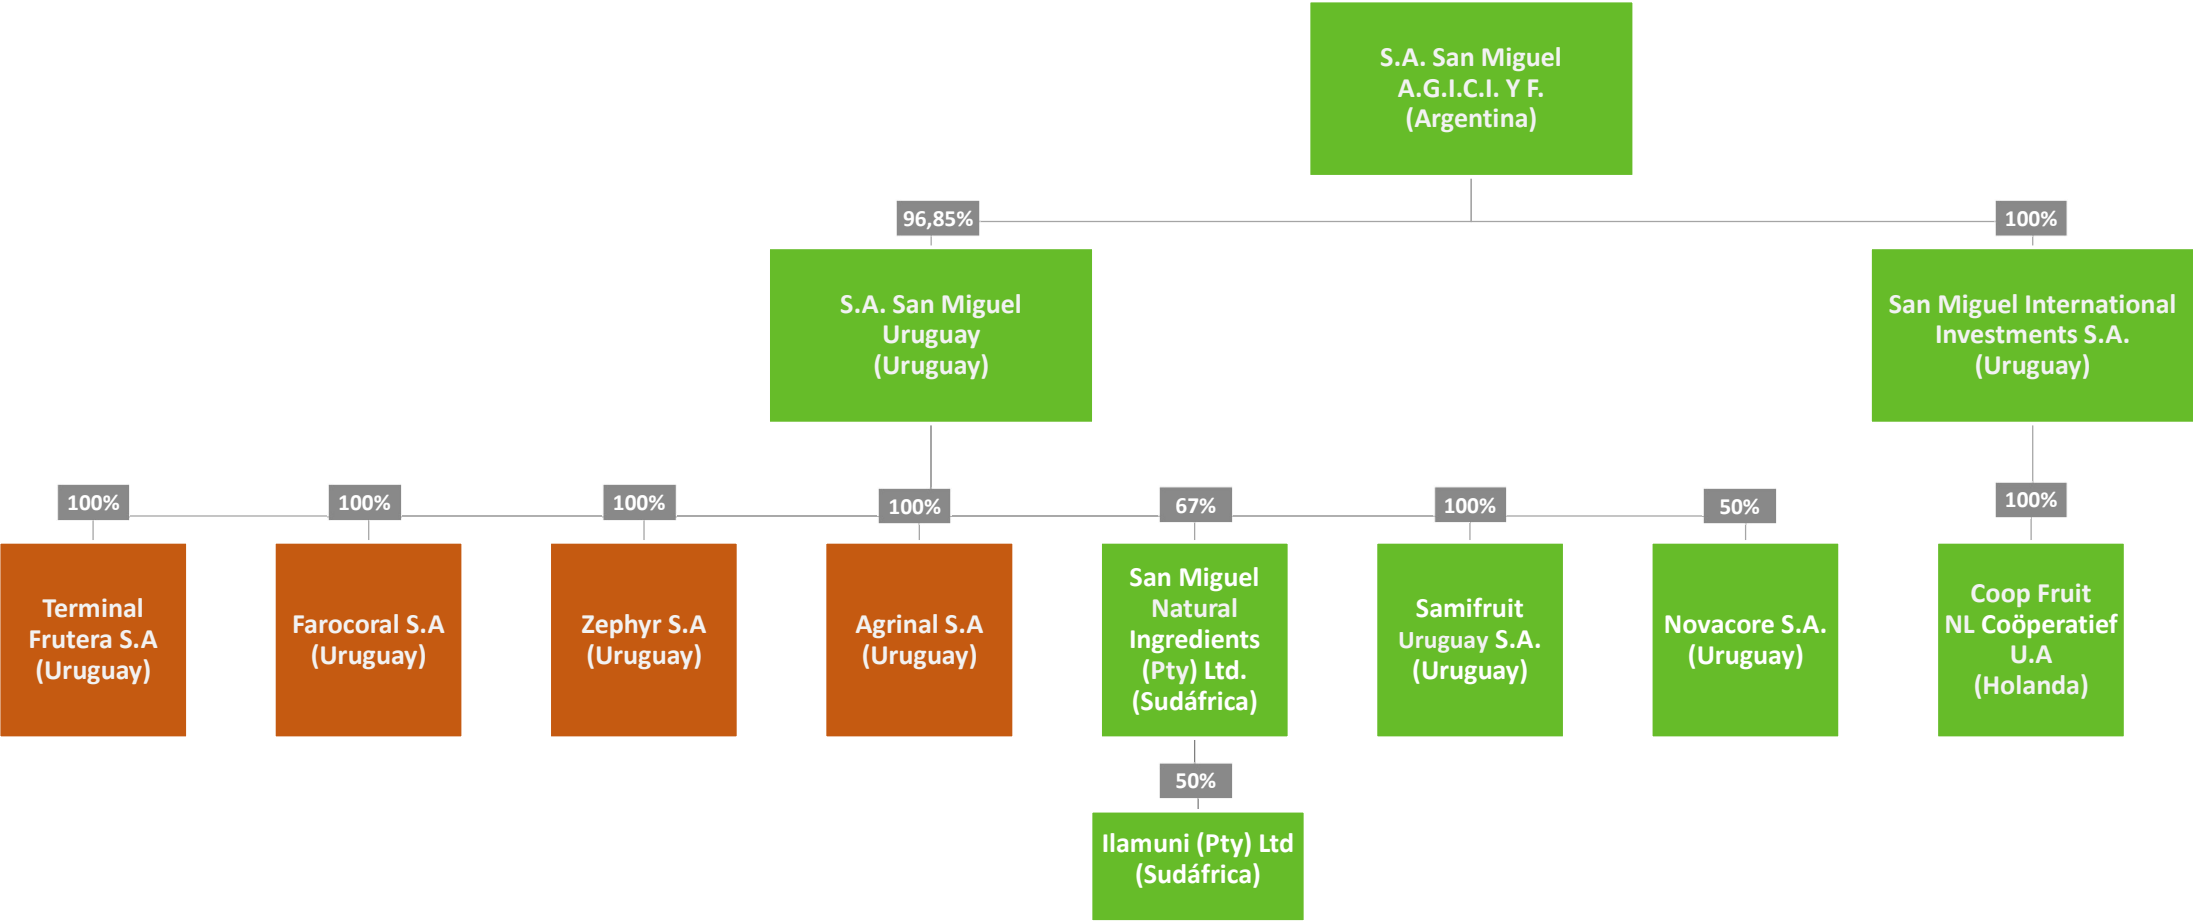 S.A. San Miguel
A.G.I.C.I. Y F.
(Argentina)
96,85%
100%
S.A. San Miguel
Uruguay
(Uruguay)
San Miguel International
Investments S.A.
(Uruguay)
100%
100%
100%
100%
67%
100%
50%
100%
Terminal
Frutera S.A
(Uruguay)
Farocoral S.A
(Uruguay)
Zephyr S.A
(Uruguay)
Agrinal S.A
(Uruguay)
San Miguel
Natural
Ingredients
(Pty) Ltd.
(Sudáfrica)
Samifruit
Uruguay S.A.
(Uruguay)
Novacore S.A.
(Uruguay)
Coop Fruit
NL Coöperatief
U.A
(Holanda)
50%
Ilamuni (Pty) Ltd
(Sudáfrica)